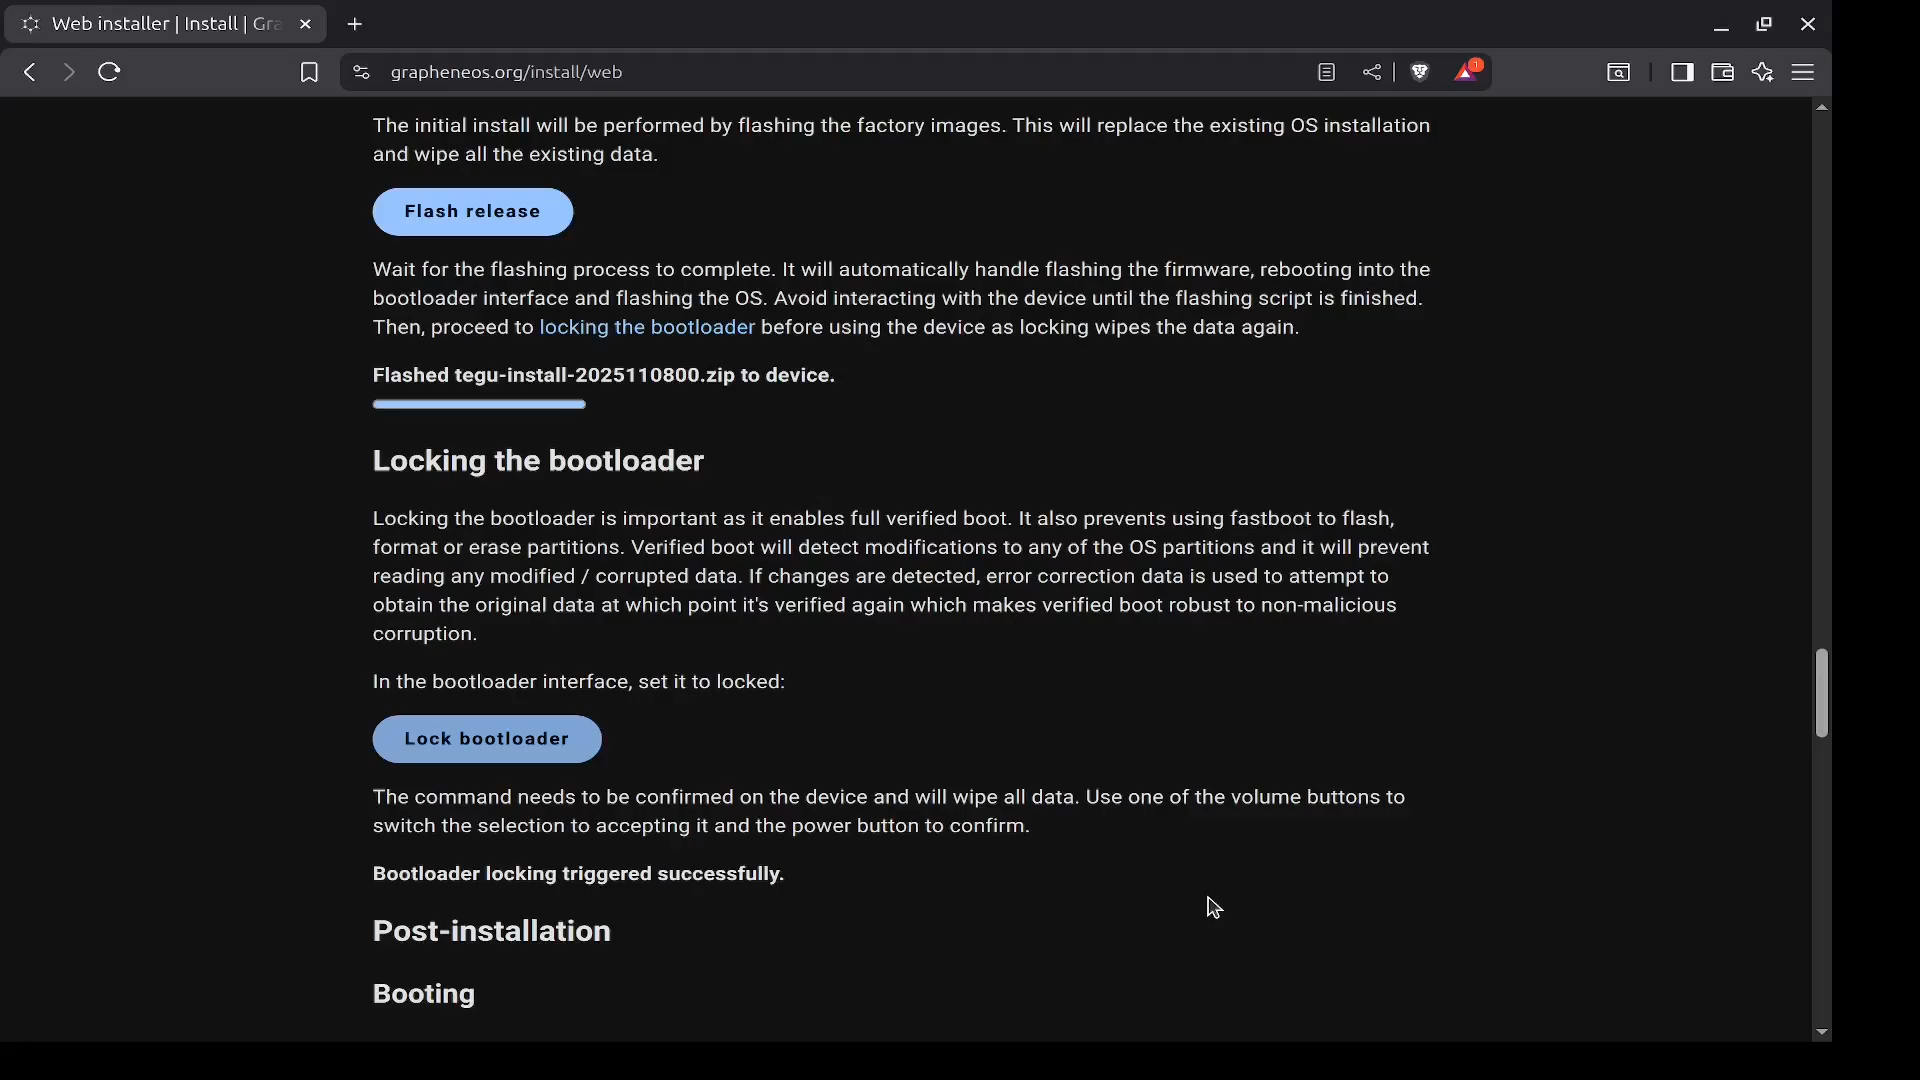 Web installer | Install | Gra
grapheneos.org/install/web
1
The initial install will be performed by flashing the factory images. This will replace the existing OS installation
and wipe all the existing data.
Flash release
Wait for the flashing process to complete. It will automatically handle flashing the firmware, rebooting into the
bootloader interface and flashing the OS. Avoid interacting with the device until the flashing script is finished.
Then, proceed to locking the bootloader before using the device as locking wipes the data again.
Flashed tegu-install-2025110800.zip to device.
Locking the bootloader
Locking the bootloader is important as it enables full verified boot. It also prevents using fastboot to flash,
format or erase partitions. Verified boot will detect modifications to any of the OS partitions and it will prevent
reading any modified / corrupted data. If changes are detected, error correction data is used to attempt to
obtain the original data at which point it's verified again which makes verified boot robust to non-malicious
corruption.
In the bootloader interface, set it to locked:
Lock bootloader
The command needs to be confirmed on the device and will wipe all data. Use one of the volume buttons to
switch the selection to accepting it and the power button to confirm.
Bootloader locking triggered successfully.
Post-installation
Booting